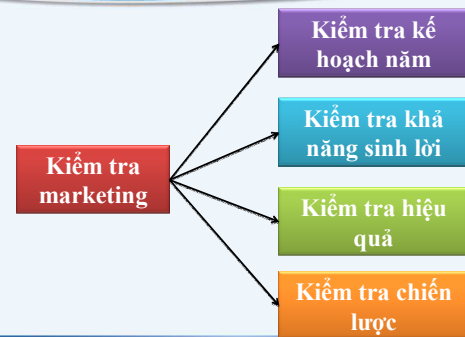 Kiểm tra kế
hoạch năm
Kiểm tra khả
năng sinh lời
Kiểm tra
marketing
Kiểm tra hiệu
quả
Kiểm tra chiến
lược